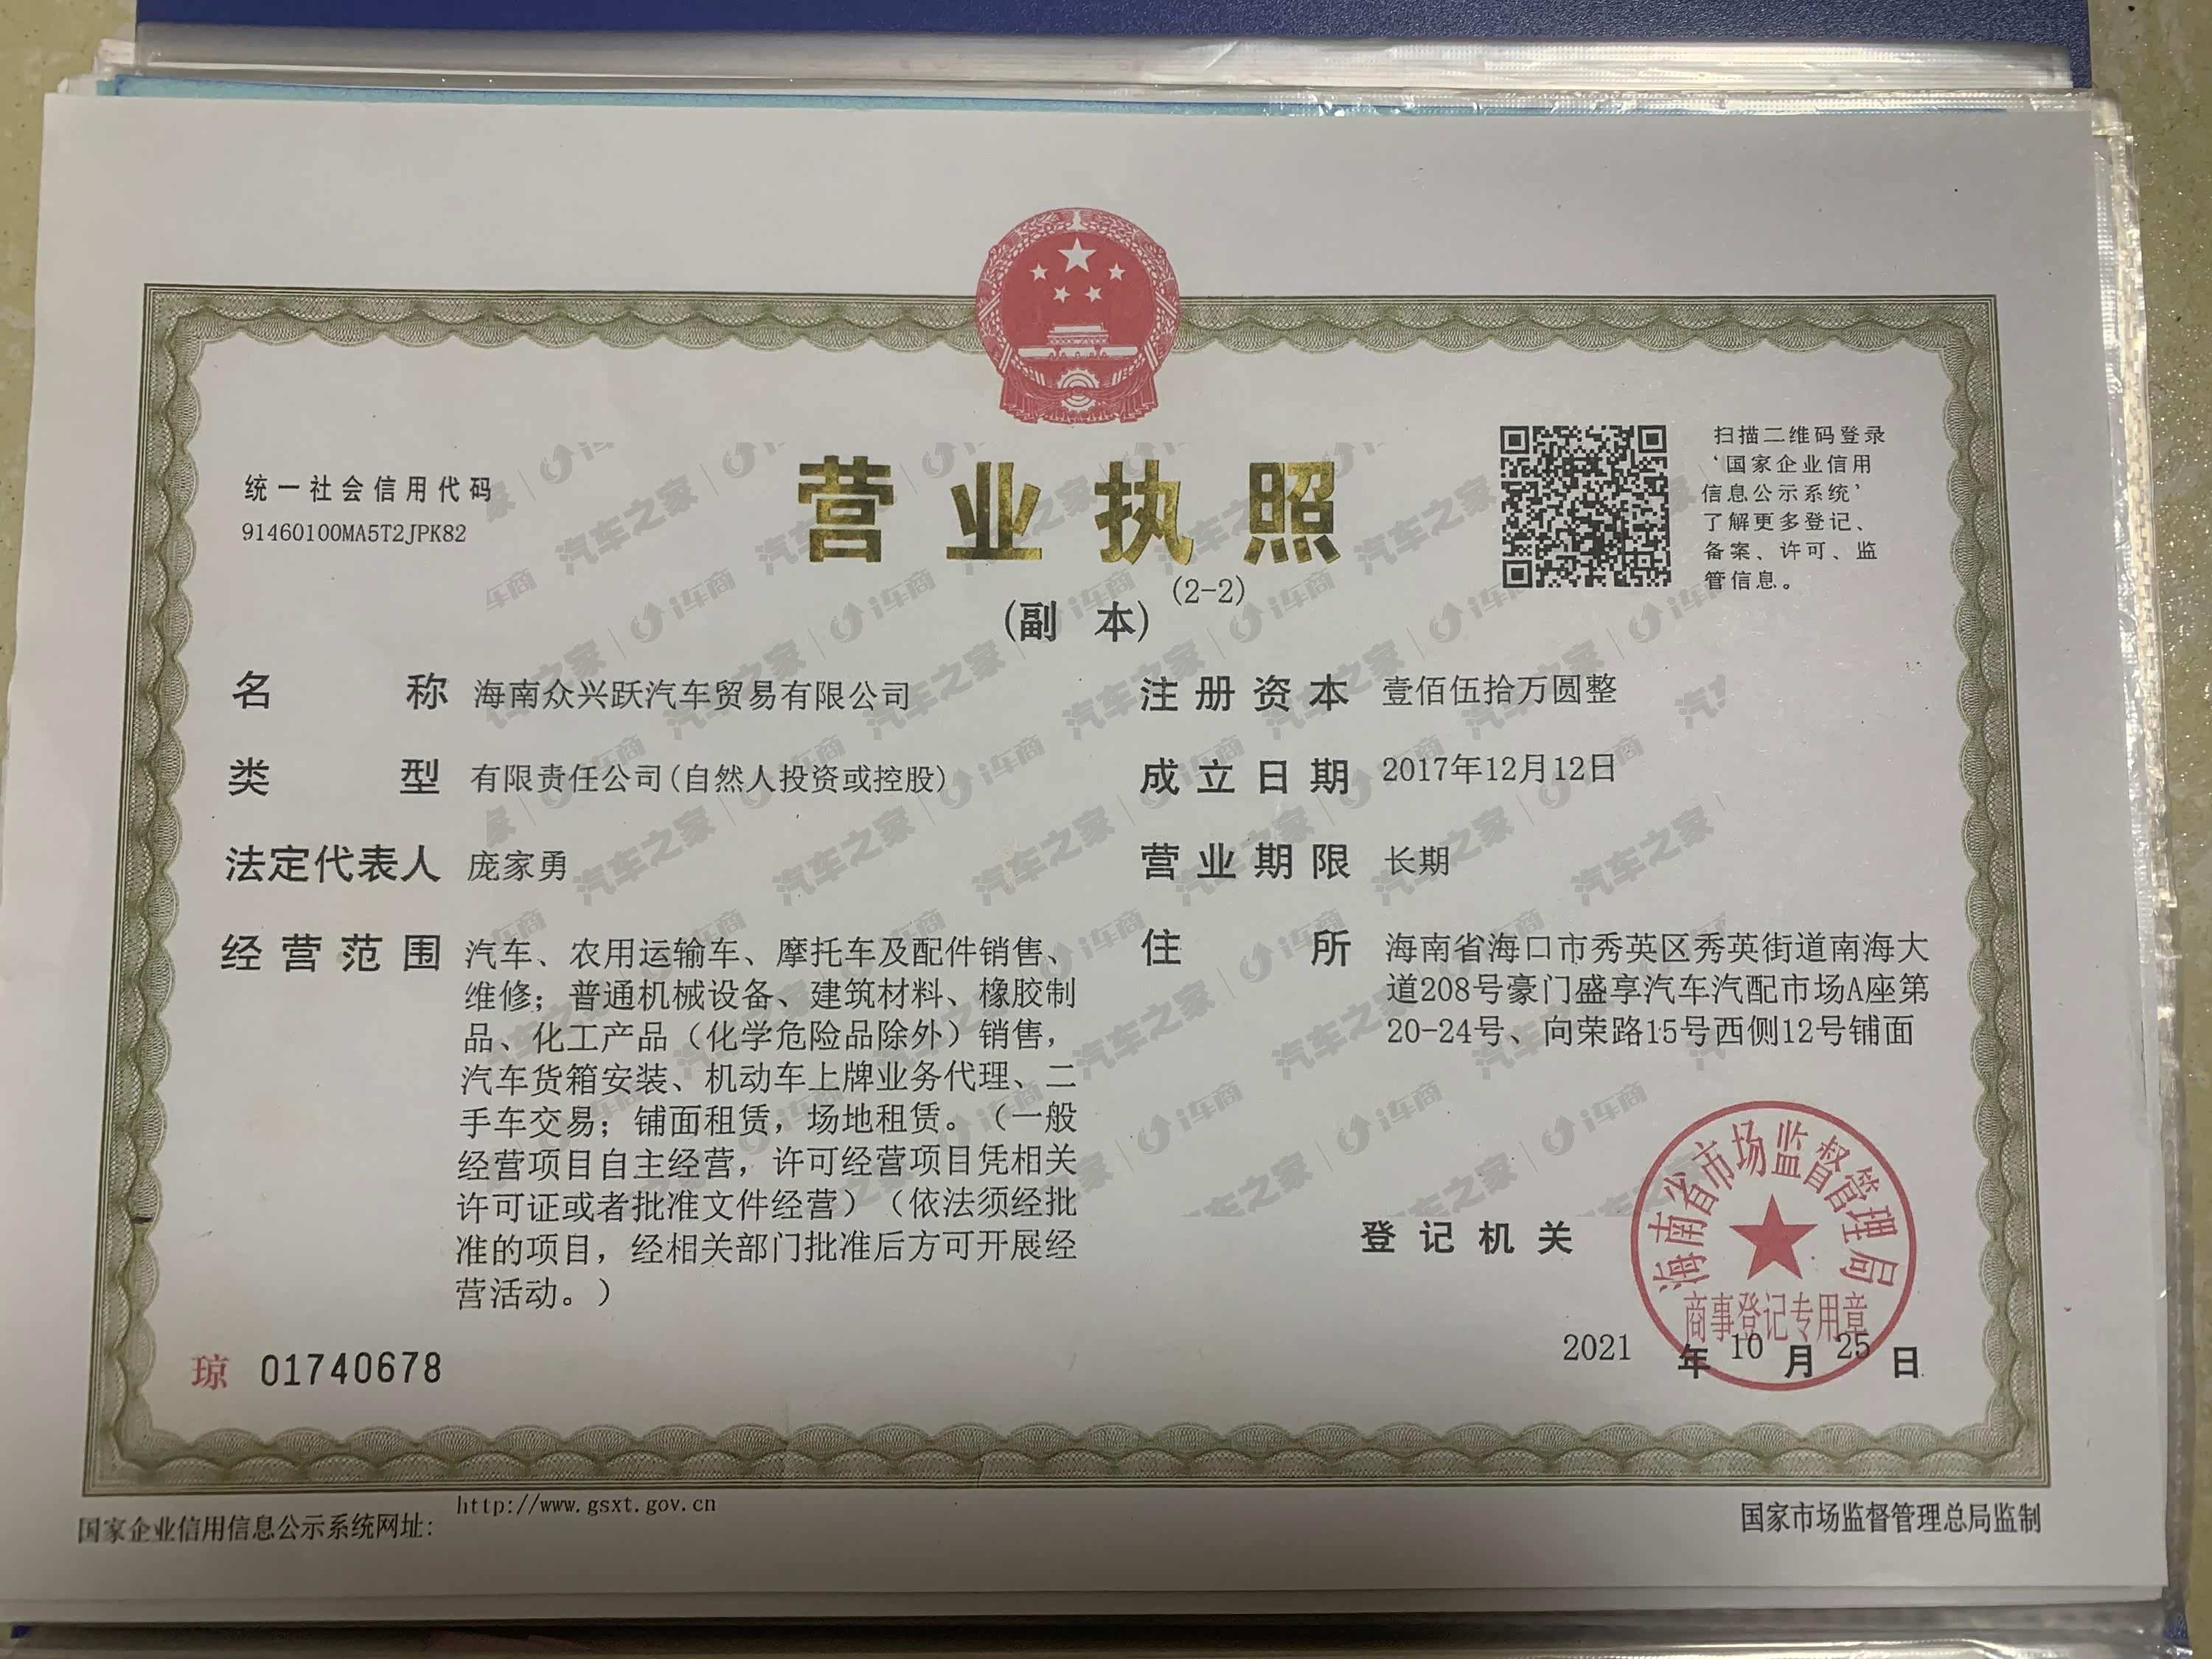 统一社会信用代码
91460100MA5T2JPK82
营业执照
(副 本)
(2-2)
扫描二维码登录
‘国家企业信用
信息公示系统’
了解更多登记、
备案、许可、监
管信息。
名 称 海南众兴跃汽车贸易有限公司
类 型 有限责任公司(自然人投资或控股)
法定代表人 庞家勇
经营范围 汽车、农用运输车、摩托车及配件销售、
维修；普通机械设备、建筑材料、橡胶制
品、化工产品（化学危险品除外）销售，
汽车货箱安装、机动车上牌业务代理、二
手车交易；铺面租赁，场地租赁。（一般
经营项目自主经营，许可经营项目凭相关
许可证或者批准文件经营）（依法须经批
准的项目，经相关部门批准后方可开展经
营活动。）
注册资本 壹佰伍拾万圆整
成立日期 2017年12月12日
营业期限 长期
住 所 海南省海口市秀英区秀英街道南海大
道208号豪门盛享汽车汽配市场A座第
20-24号、向荣路15号西侧12号铺面
登记机关
海南省市场监督管理局
商事登记专用章
2021 年 10 月 25 日
琼 01740678
国家企业信用信息公示系统网址：
http://www.gsxt.gov.cn
国家市场监督管理总局监制
汽车之家
i车商